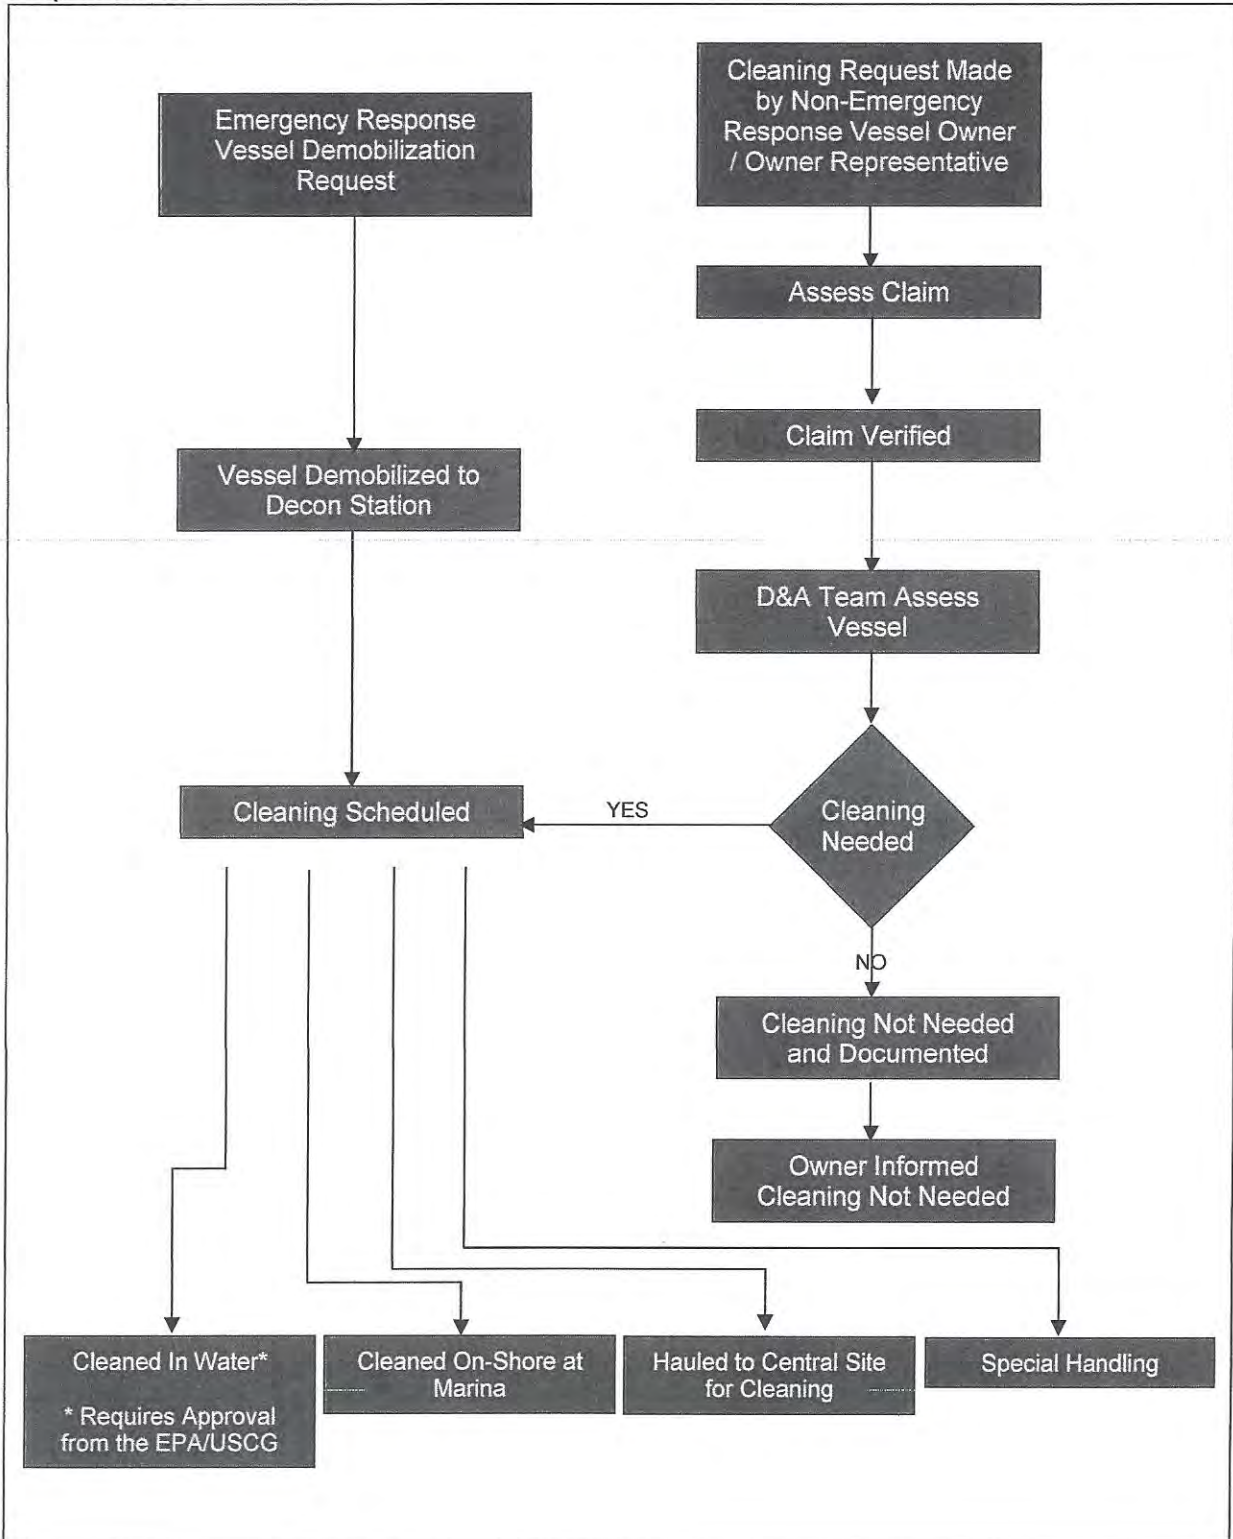 Emergency Response
Vessel Demobilization
Request
Cleaning Request Made
by Non-Emergency
Response Vessel Owner
/ Owner Representative
Assess Claim
Claim Verified
Vessel Demobilized to
Decon Station
D&A Team Assess
Vessel
Cleaning Scheduled
YES
Cleaning
Needed
NO
Cleaning Not Needed
and Documented
Owner Informed
Cleaning Not Needed
Cleaned In Water*
* Requires Approval
from the EPA/USCG
Cleaned On-Shore at
Marina
Hauled to Central Site
for Cleaning
Special Handling